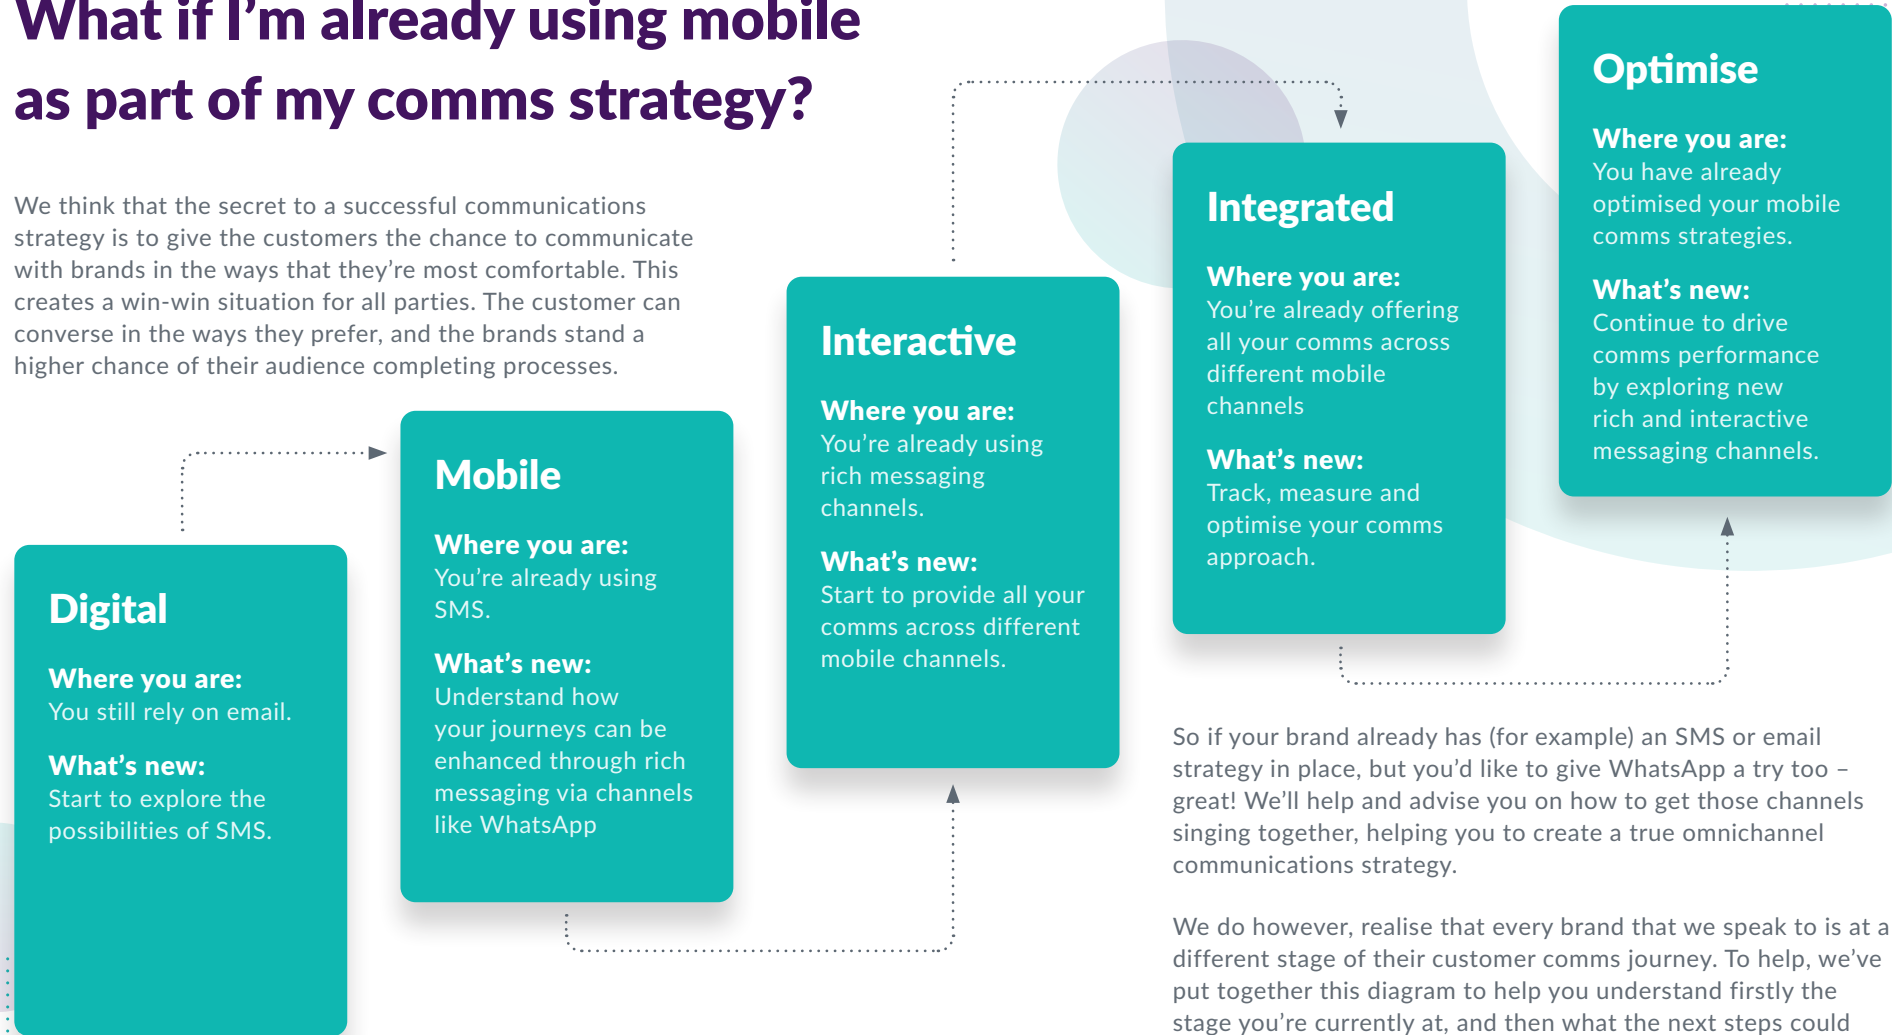 What if I'm already using mobile
as part of my comms strategy?
We think that the secret to a successful communications
strategy is to give the customers the chance to communicate
with brands in the ways that they're most comfortable. This
creates a win-win situation for all parties. The customer can
converse in the ways they prefer, and the brands stand a
higher chance of their audience completing processes.
Digital
Where you are:
You still rely on email.
What's new:
Start to explore the
possibilities of SMS.
Mobile
Where you are:
You're already using
SMS.
What's new:
Understand how
your journeys can be
enhanced through rich
messaging via channels
like WhatsApp
Interactive
Where you are:
You're already using
rich messaging
channels.
What's new:
Start to provide all your
comms across different
mobile channels.
Integrated
Where you are:
You're already offering
all your comms across
different mobile
channels
What's new:
Track, measure and
optimise your comms
approach.
Optimise
Where you are:
You have already
optimised your mobile
comms strategies.
What's new:
Continue to drive
comms performance
by exploring new
rich and interactive
messaging channels.
So if your brand already has (for example) an SMS or email
strategy in place, but you'd like to give WhatsApp a try too –
great! We'll help and advise you on how to get those channels
singing together, helping you to create a true omnichannel
communications strategy.
We do however, realise that every brand that we speak to is at a
different stage of their customer comms journey. To help, we've
put together this diagram to help you understand firstly the
stage you're currently at, and then what the next steps could